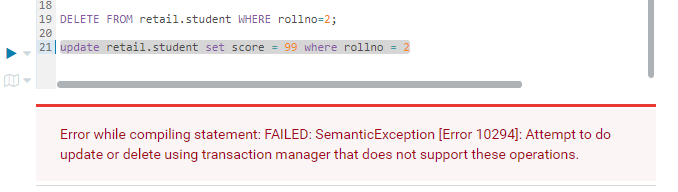 18
19 DELETE FROM retail.student WHERE rollno=2;
20
21 update retail.student set score = 99 where rollno = 2
Error while compiling statement: FAILED: SemanticException [Error 10294]: Attempt to do
update or delete using transaction manager that does not support these operations.